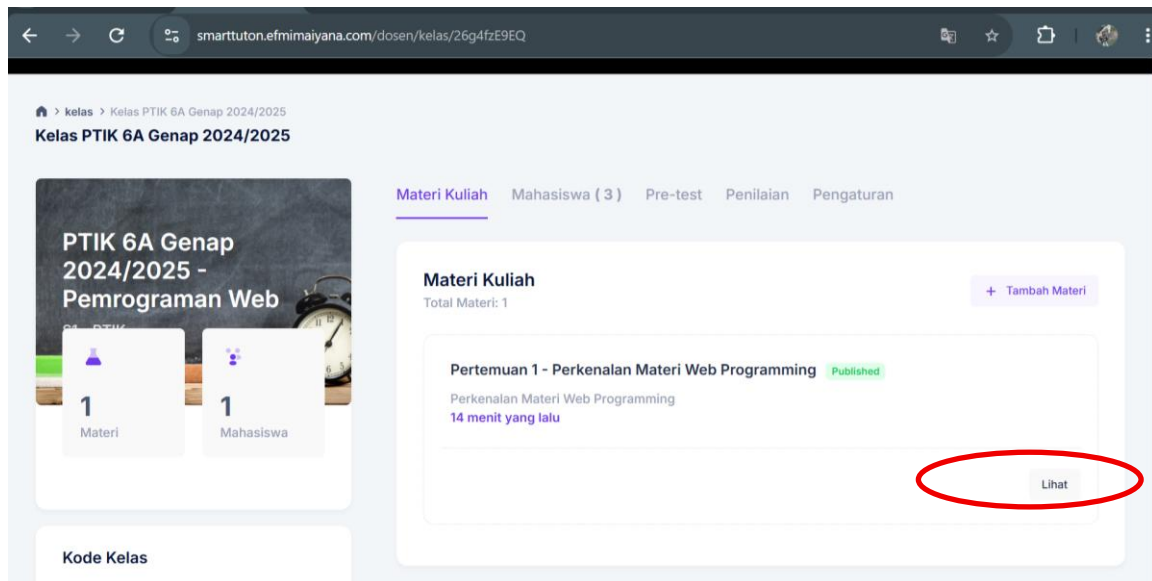 smarttuton.efmimaiyana.com/dosen/kelas/26g4fzE9EQ
> kelas > Kelas PTIK 6A Genap 2024/2025
Kelas PTIK 6A Genap 2024/2025
PTIK 6A Genap
2024/2025 -
Pemrograman Web
S1 - PTIK
1
Materi
1
Mahasiswa
Kode Kelas
Materi Kuliah Mahasiswa ( 3 ) Pre-test Penilaian Pengaturan
Materi Kuliah
Total Materi: 1
+ Tambah Materi
Pertemuan 1 - Perkenalan Materi Web Programming Published
Perkenalan Materi Web Programming
14 menit yang lalu
Lihat